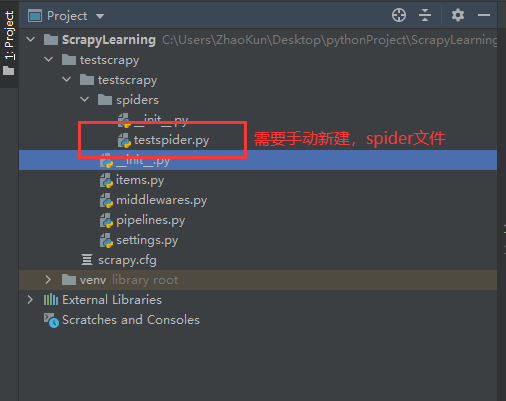 1: Project
Project
ScrapyLearning C:\Users\ZhaoKun\Desktop\pythonProject\ScrapyLearning
testscrapy
testscrapy
spiders
__init__.py
testspider.py 需要手动新建，spider文件
__init__.py
items.py
middlewares.py
pipelines.py
settings.py
scrapy.cfg
venv library root
External Libraries
Scratches and Consoles